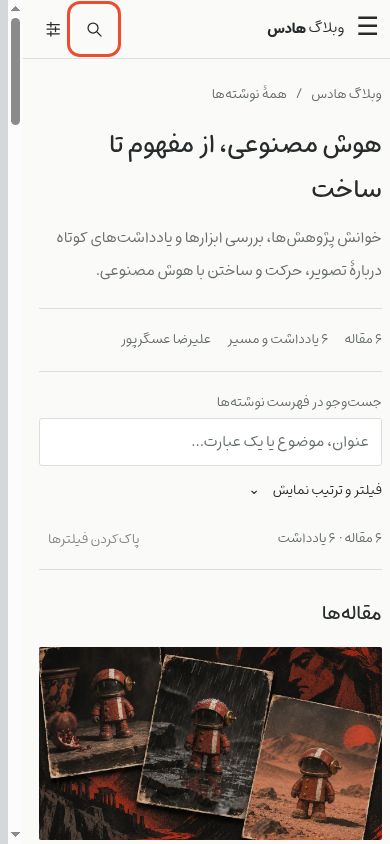 وبلاگ هادس
وبلاگ هادس / همهٔ نوشته‌ها
هوش مصنوعی، از مفهوم تا
ساخت
خوانش پژوهش‌ها، بررسی ابزارها و یادداشت‌های کوتاه
دربارهٔ تصویر، حرکت و ساختن با هوش مصنوعی.
۶ مقاله ۶ یادداشت و مسیر علیرضا عسگرپور
جست‌وجو در فهرست نوشته‌ها
عنوان، موضوع یا یک عبارت...
فیلتر و ترتیب نمایش
۶ مقاله · ۶ یادداشت پاک‌کردن فیلترها
مقاله‌ها